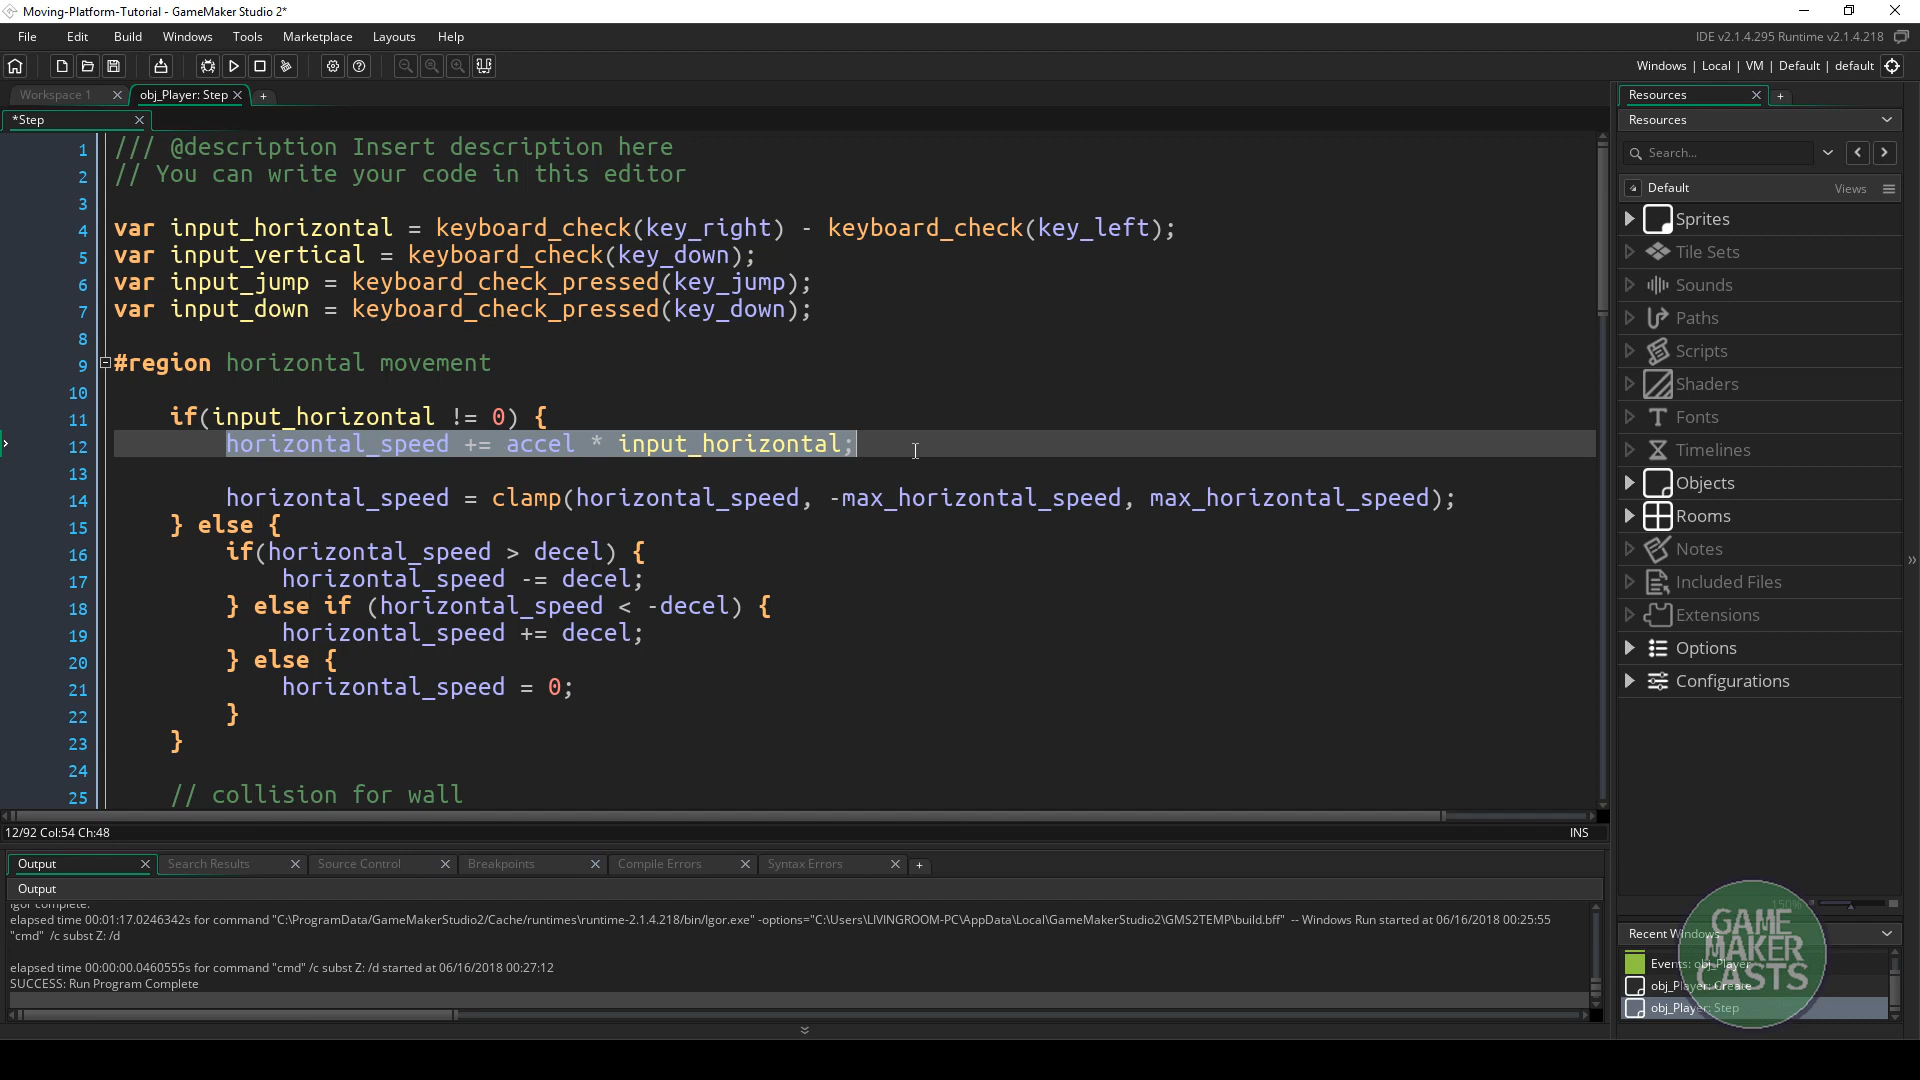 Moving-Platform-Tutorial - GameMaker Studio 2*
File Edit Build Windows Tools Marketplace Layouts Help
IDE v2.1.4.295 Runtime v2.1.4.218
Windows | Local | VM | Default | default
Workspace 1
obj_Player: Step
*Step
1 /// @description Insert description here
2 // You can write your code in this editor
3
4 var input_horizontal = keyboard_check(key_right) - keyboard_check(key_left);
5 var input_vertical = keyboard_check(key_down);
6 var input_jump = keyboard_check_pressed(key_jump);
7 var input_down = keyboard_check_pressed(key_down);
8
9 #region horizontal movement
10
11 if(input_horizontal != 0) {
12 horizontal_speed += accel * input_horizontal;
13
14 horizontal_speed = clamp(horizontal_speed, -max_horizontal_speed, max_horizontal_speed);
15 } else {
16 if(horizontal_speed > decel) {
17 horizontal_speed -= decel;
18 } else if (horizontal_speed < -decel) {
19 horizontal_speed += decel;
20 } else {
21 horizontal_speed = 0;
22 }
23 }
24
25 // collision for wall
12/92 Col:54 Ch:48
INS
Output Search Results Source Control Breakpoints Compile Errors Syntax Errors
Output
Igor complete.
elapsed time 00:01:17.0246342s for command "C:\ProgramData/GameMakerStudio2/Cache/runtimes\runtime-2.1.4.218/bin/Igor.exe" -options="C:\Users\LIVINGROOM-PC\AppData\Local\GameMakerStudio2\GMS2TEMP\build.bff" -- Windows Run started at 06/16/2018 00:25:55
"cmd" /c subst Z: /d
elapsed time 00:00:00.0460555s for command "cmd" /c subst Z: /d started at 06/16/2018 00:27:12
SUCCESS: Run Program Complete
Resources
Resources
Search...
Default
Views
Sprites
Tile Sets
Sounds
Paths
Scripts
Shaders
Fonts
Timelines
Objects
Rooms
Notes
Included Files
Extensions
Options
Configurations
150%
Recent Windows
Events: obj_Player
obj_Player: Create
obj_Player: Step
GAME
MAKER
CASTS